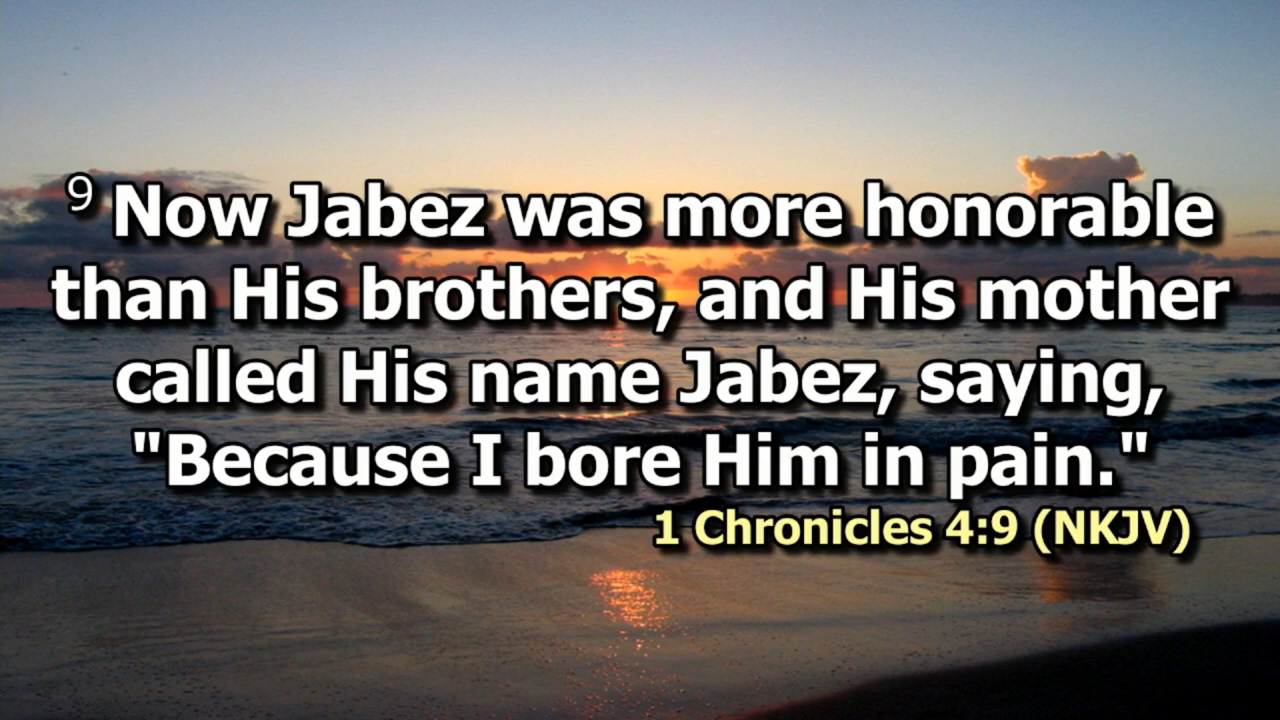 9 Now Jabez was more honorable
than His brothers, and His mother
called His name Jabez, saying,
"Because I bore Him in pain."
1 Chronicles 4:9 (NKJV)